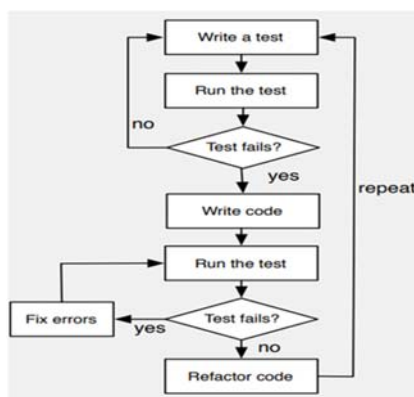 Write a test
Run the test
no
Test fails?
yes
repeat
Write code
Run the test
Fix errors
yes
Test fails?
no
Refactor code